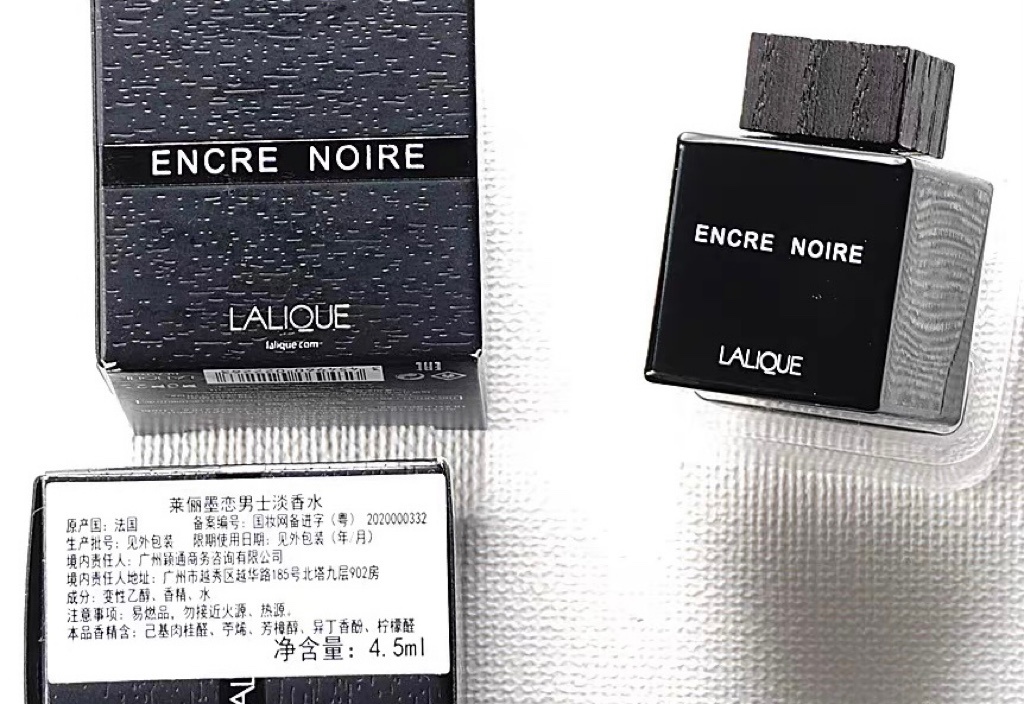 ENCRE NOIRE
LALIQUE
lalique.com
ENCRE NOIRE
LALIQUE
EAC
莱俪墨恋男士淡香水
原产国：法国 备案编号：国妆网备进字（粤） 2020000332
生产批号：见外包装 限期使用日期：见外包装（年/月）
境内责任人：广州颖通商务咨询有限公司
境内责任人地址：广州市越秀区越华路185号北塔九层902房
成分：变性乙醇、香精、水
注意事项：易燃品，勿接近火源、热源。
本品香精含：己基肉桂醛、苧烯、芳樟醇、异丁香酚、柠檬醛
净含量：4.5ml